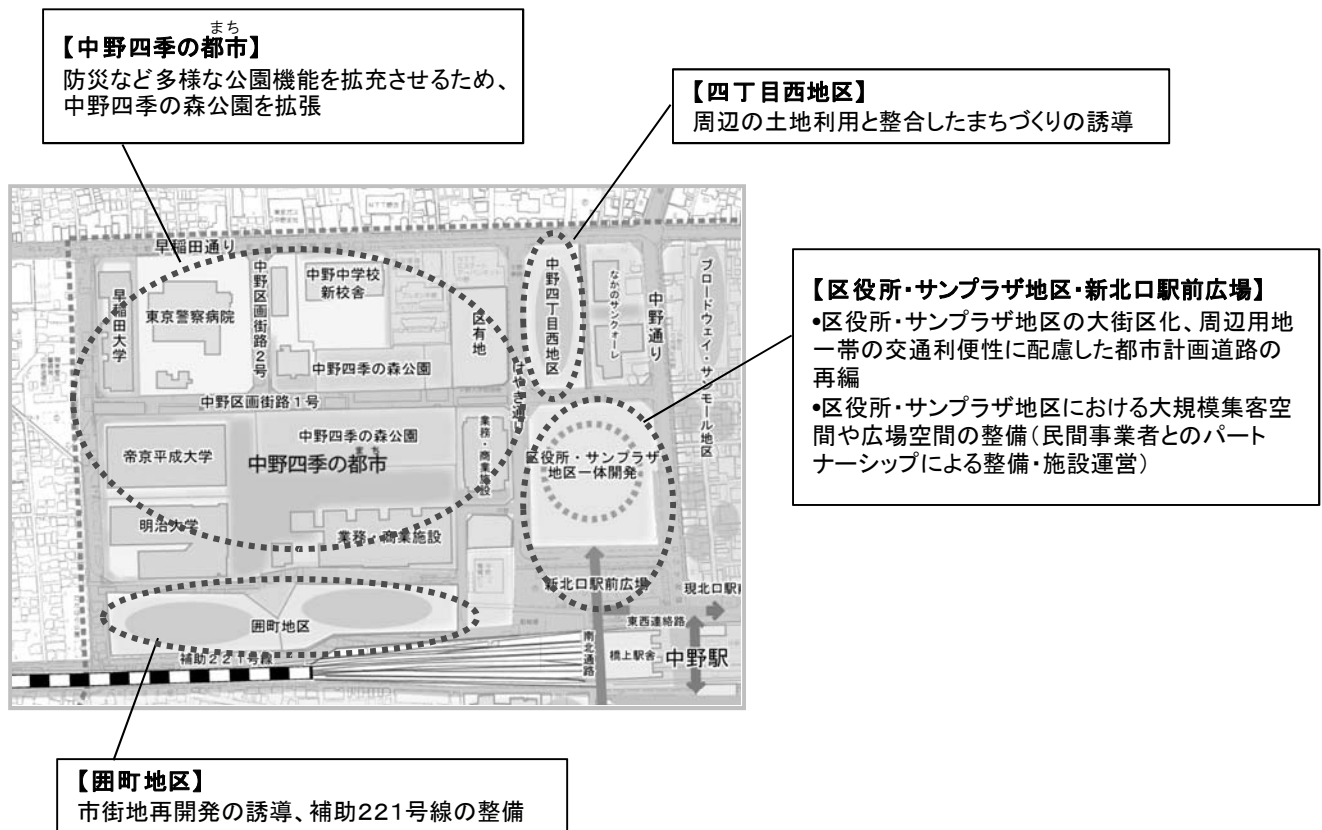 まち
【中野四季の都市】
防災など多様な公園機能を拡充させるため、
中野四季の森公園を拡張
【四丁目西地区】
周辺の土地利用と整合したまちづくりの誘導
【区役所・サンプラザ地区・新北口駅前広場】
•区役所・サンプラザ地区の大街区化、周辺用地
一帯の交通利便性に配慮した都市計画道路の
再編
•区役所・サンプラザ地区における大規模集客空
間や広場空間の整備(民間事業者とのパート
ナーシップによる整備・施設運営)
早稲田通り
早稲田大学
東京警察病院
中野区画街路2号
中野中学校
新校舎
区有地
中野四季の森公園
中野区画街路1号
けやき通り
中野四丁目西地区
なかのサンクォーレ
中野通り
ブロードウェイ・サンモール地区
帝京平成大学
中野四季の森公園
まち
中野四季の都市
業務・商業施設
区役所・サンプラザ
地区一体開発
明治大学
業務・商業施設
新北口駅前広場
現北口駅前
東西連絡路
囲町地区
南北通路
橋上駅舎
中野駅
補助221号線
【囲町地区】
市街地再開発の誘導、補助221号線の整備